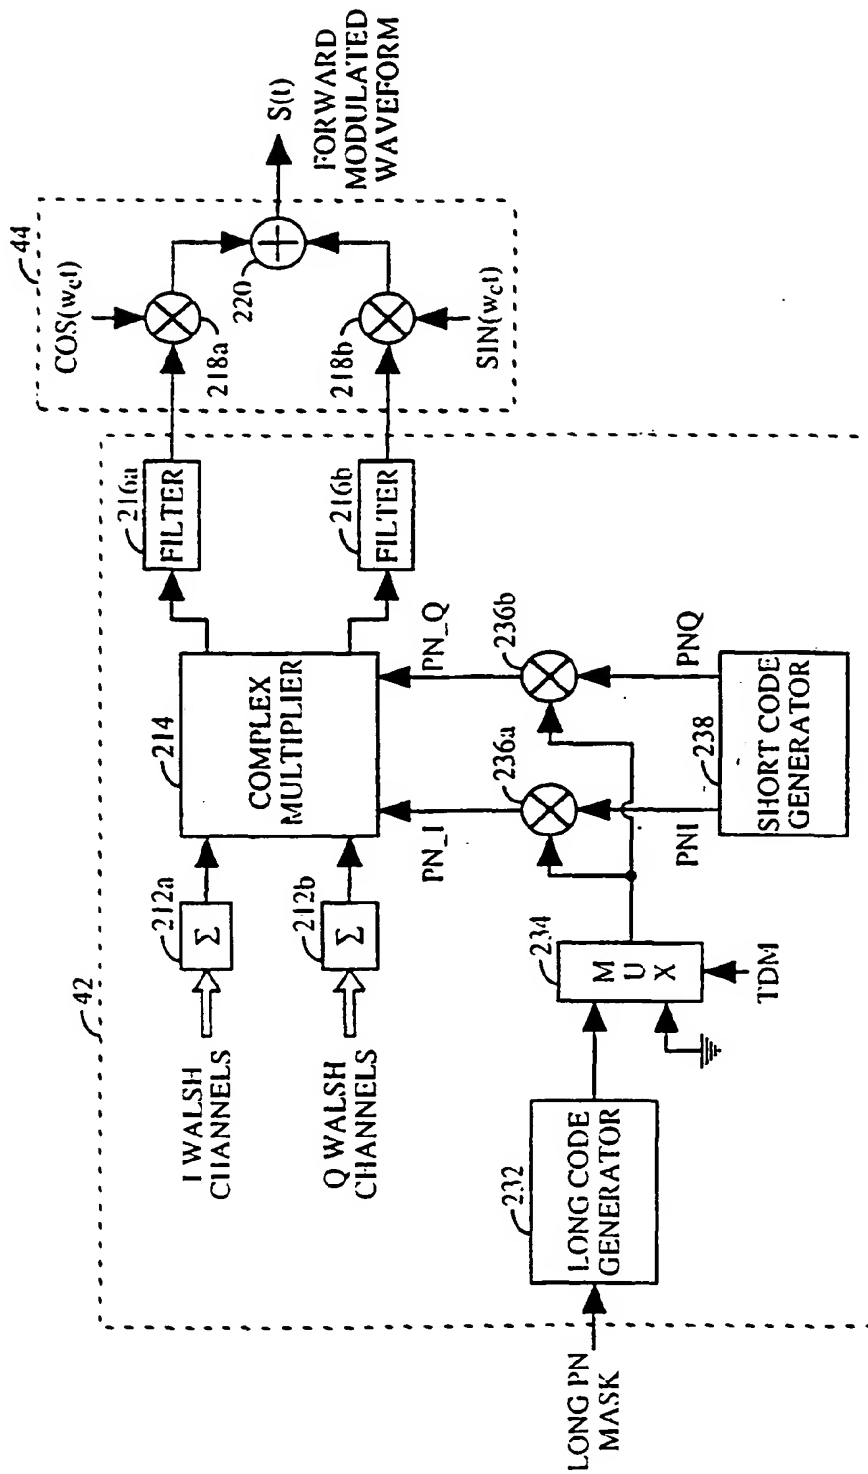 42
44
I WALSH
CHANNELS
212a
Σ
Q WALSH
CHANNELS
212b
Σ
214
COMPLEX
MULTIPLIER
216a
FILTER
216b
FILTER
COS(wct)
218a
218b
SIN(wct)
220
S(t)
FORWARD
MODULATED
WAVEFORM
PN_I
PN_Q
236a
236b
PNI
PNQ
LONG PN
MASK
232
LONG CODE
GENERATOR
234
M
U
X
TDM
238
SHORT CODE
GENERATOR